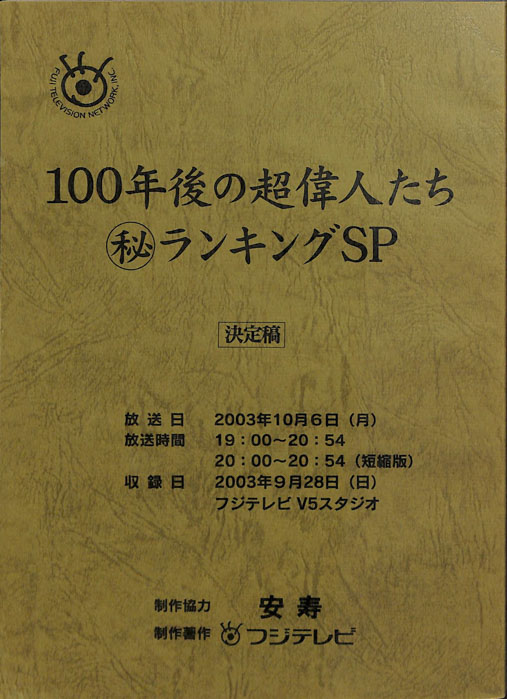 FUJI TELEVISION NETWORK, INC.
100年後の超偉人たち
㊙ランキングSP
決定稿
放送日 2003年10月6日（月）
放送時間 19：00～20：54
20：00～20：54（短縮版）
収録日 2003年9月28日（日）
フジテレビ V5スタジオ
制作協力 安寿
制作著作 フジテレビ